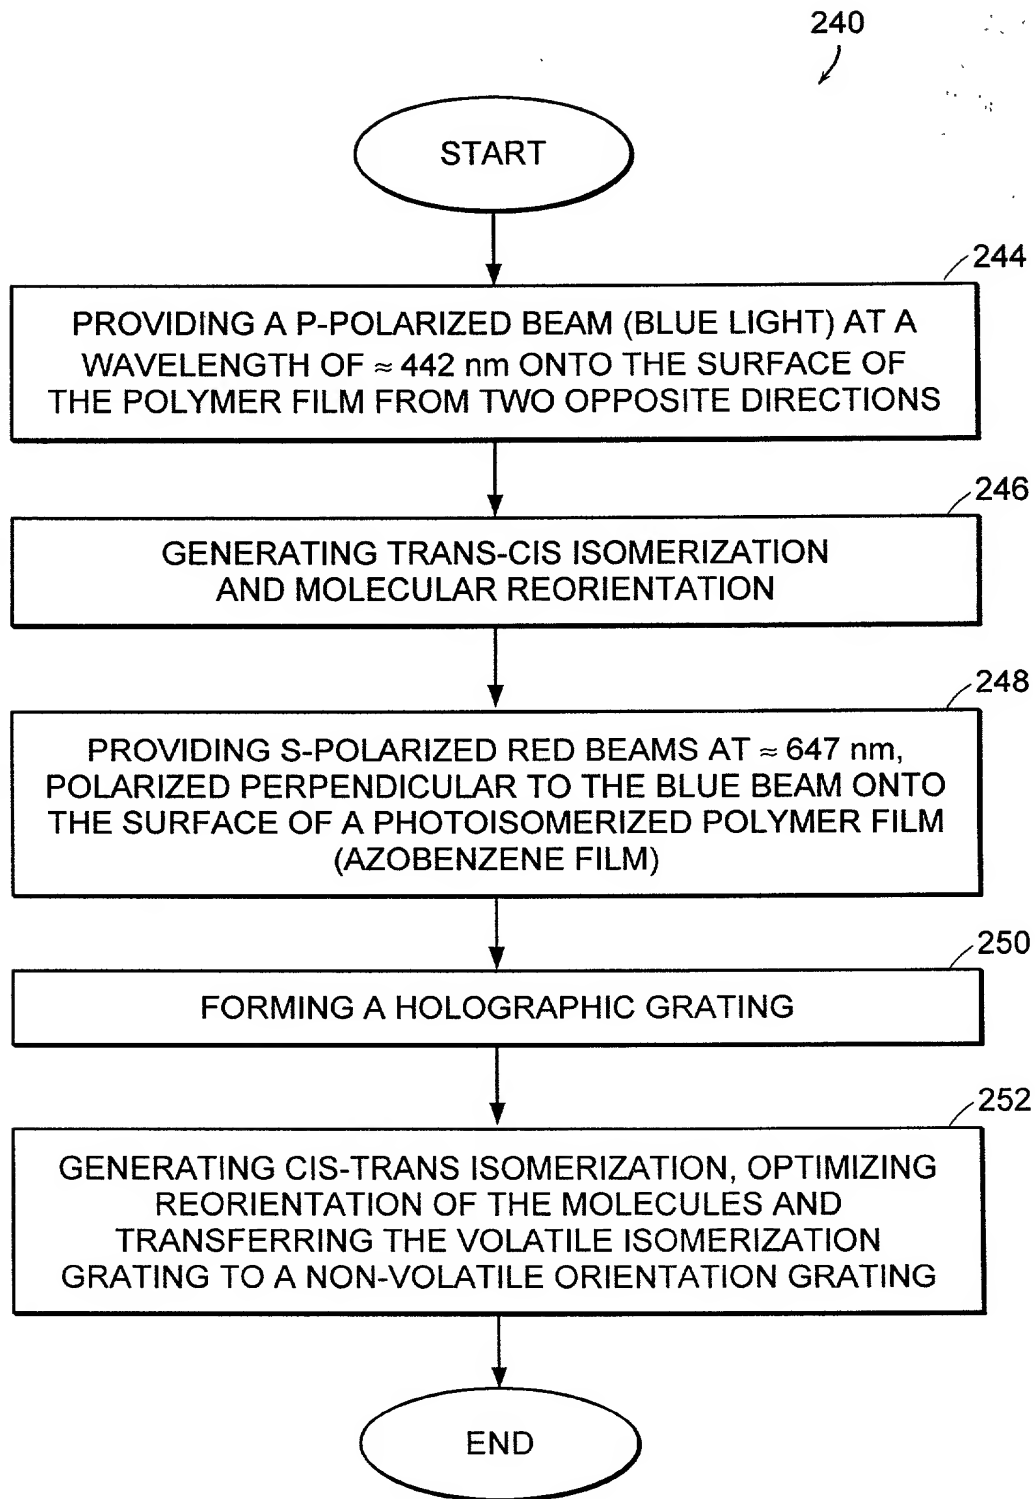 240
START
244
PROVIDING A P-POLARIZED BEAM (BLUE LIGHT) AT A
WAVELENGTH OF ≈ 442 nm ONTO THE SURFACE OF
THE POLYMER FILM FROM TWO OPPOSITE DIRECTIONS
246
GENERATING TRANS-CIS ISOMERIZATION
AND MOLECULAR REORIENTATION
248
PROVIDING S-POLARIZED RED BEAMS AT ≈ 647 nm,
POLARIZED PERPENDICULAR TO THE BLUE BEAM ONTO
THE SURFACE OF A PHOTOISOMERIZED POLYMER FILM
(AZOBENZENE FILM)
250
FORMING A HOLOGRAPHIC GRATING
252
GENERATING CIS-TRANS ISOMERIZATION, OPTIMIZING
REORIENTATION OF THE MOLECULES AND
TRANSFERRING THE VOLATILE ISOMERIZATION
GRATING TO A NON-VOLATILE ORIENTATION GRATING
END